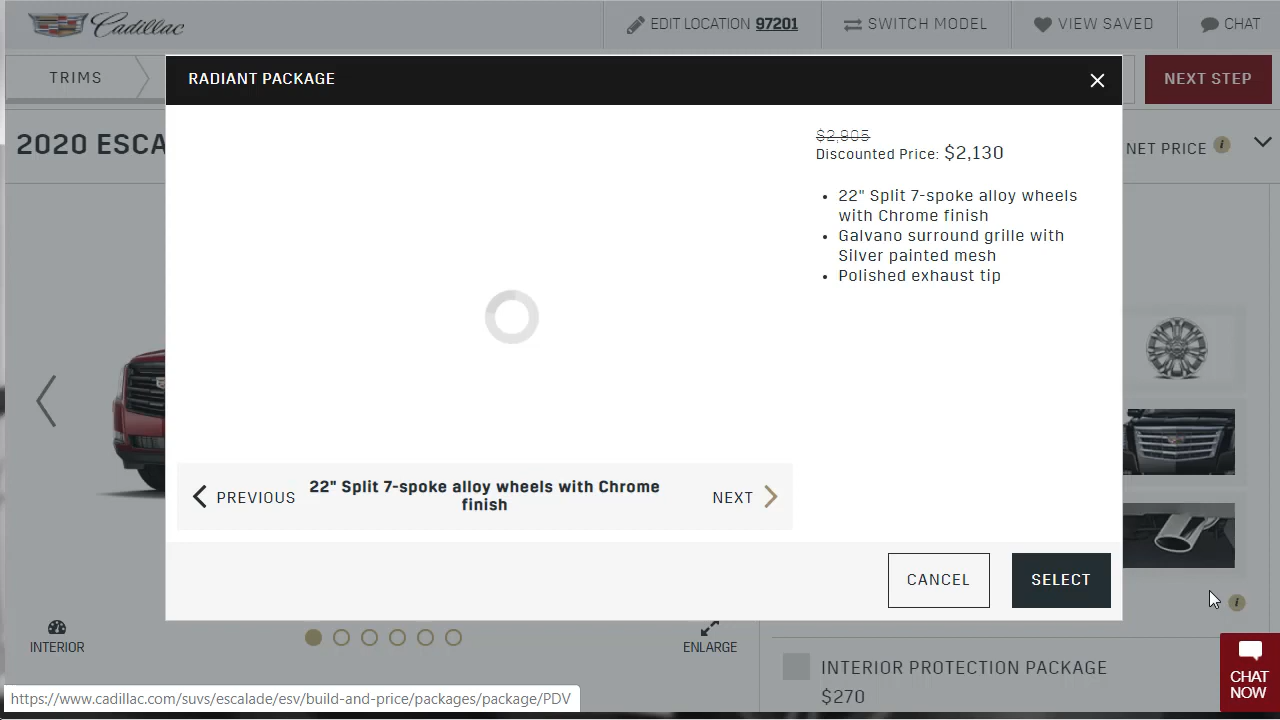 Cadillac
EDIT LOCATION 97201
SWITCH MODEL
VIEW SAVED
CHAT
TRIMS
RADIANT PACKAGE
NEXT STEP
2020 ESCA
NET PRICE
$2,905
Discounted Price: $2,130
• 22" Split 7-spoke alloy wheels
with Chrome finish
• Galvano surround grille with
Silver painted mesh
• Polished exhaust tip
PREVIOUS
22" Split 7-spoke alloy wheels with Chrome
finish
NEXT
CANCEL
SELECT
INTERIOR
ENLARGE
INTERIOR PROTECTION PACKAGE
$270
CHAT
NOW
https://www.cadillac.com/suvs/escalade/esv/build-and-price/packages/package/PDV